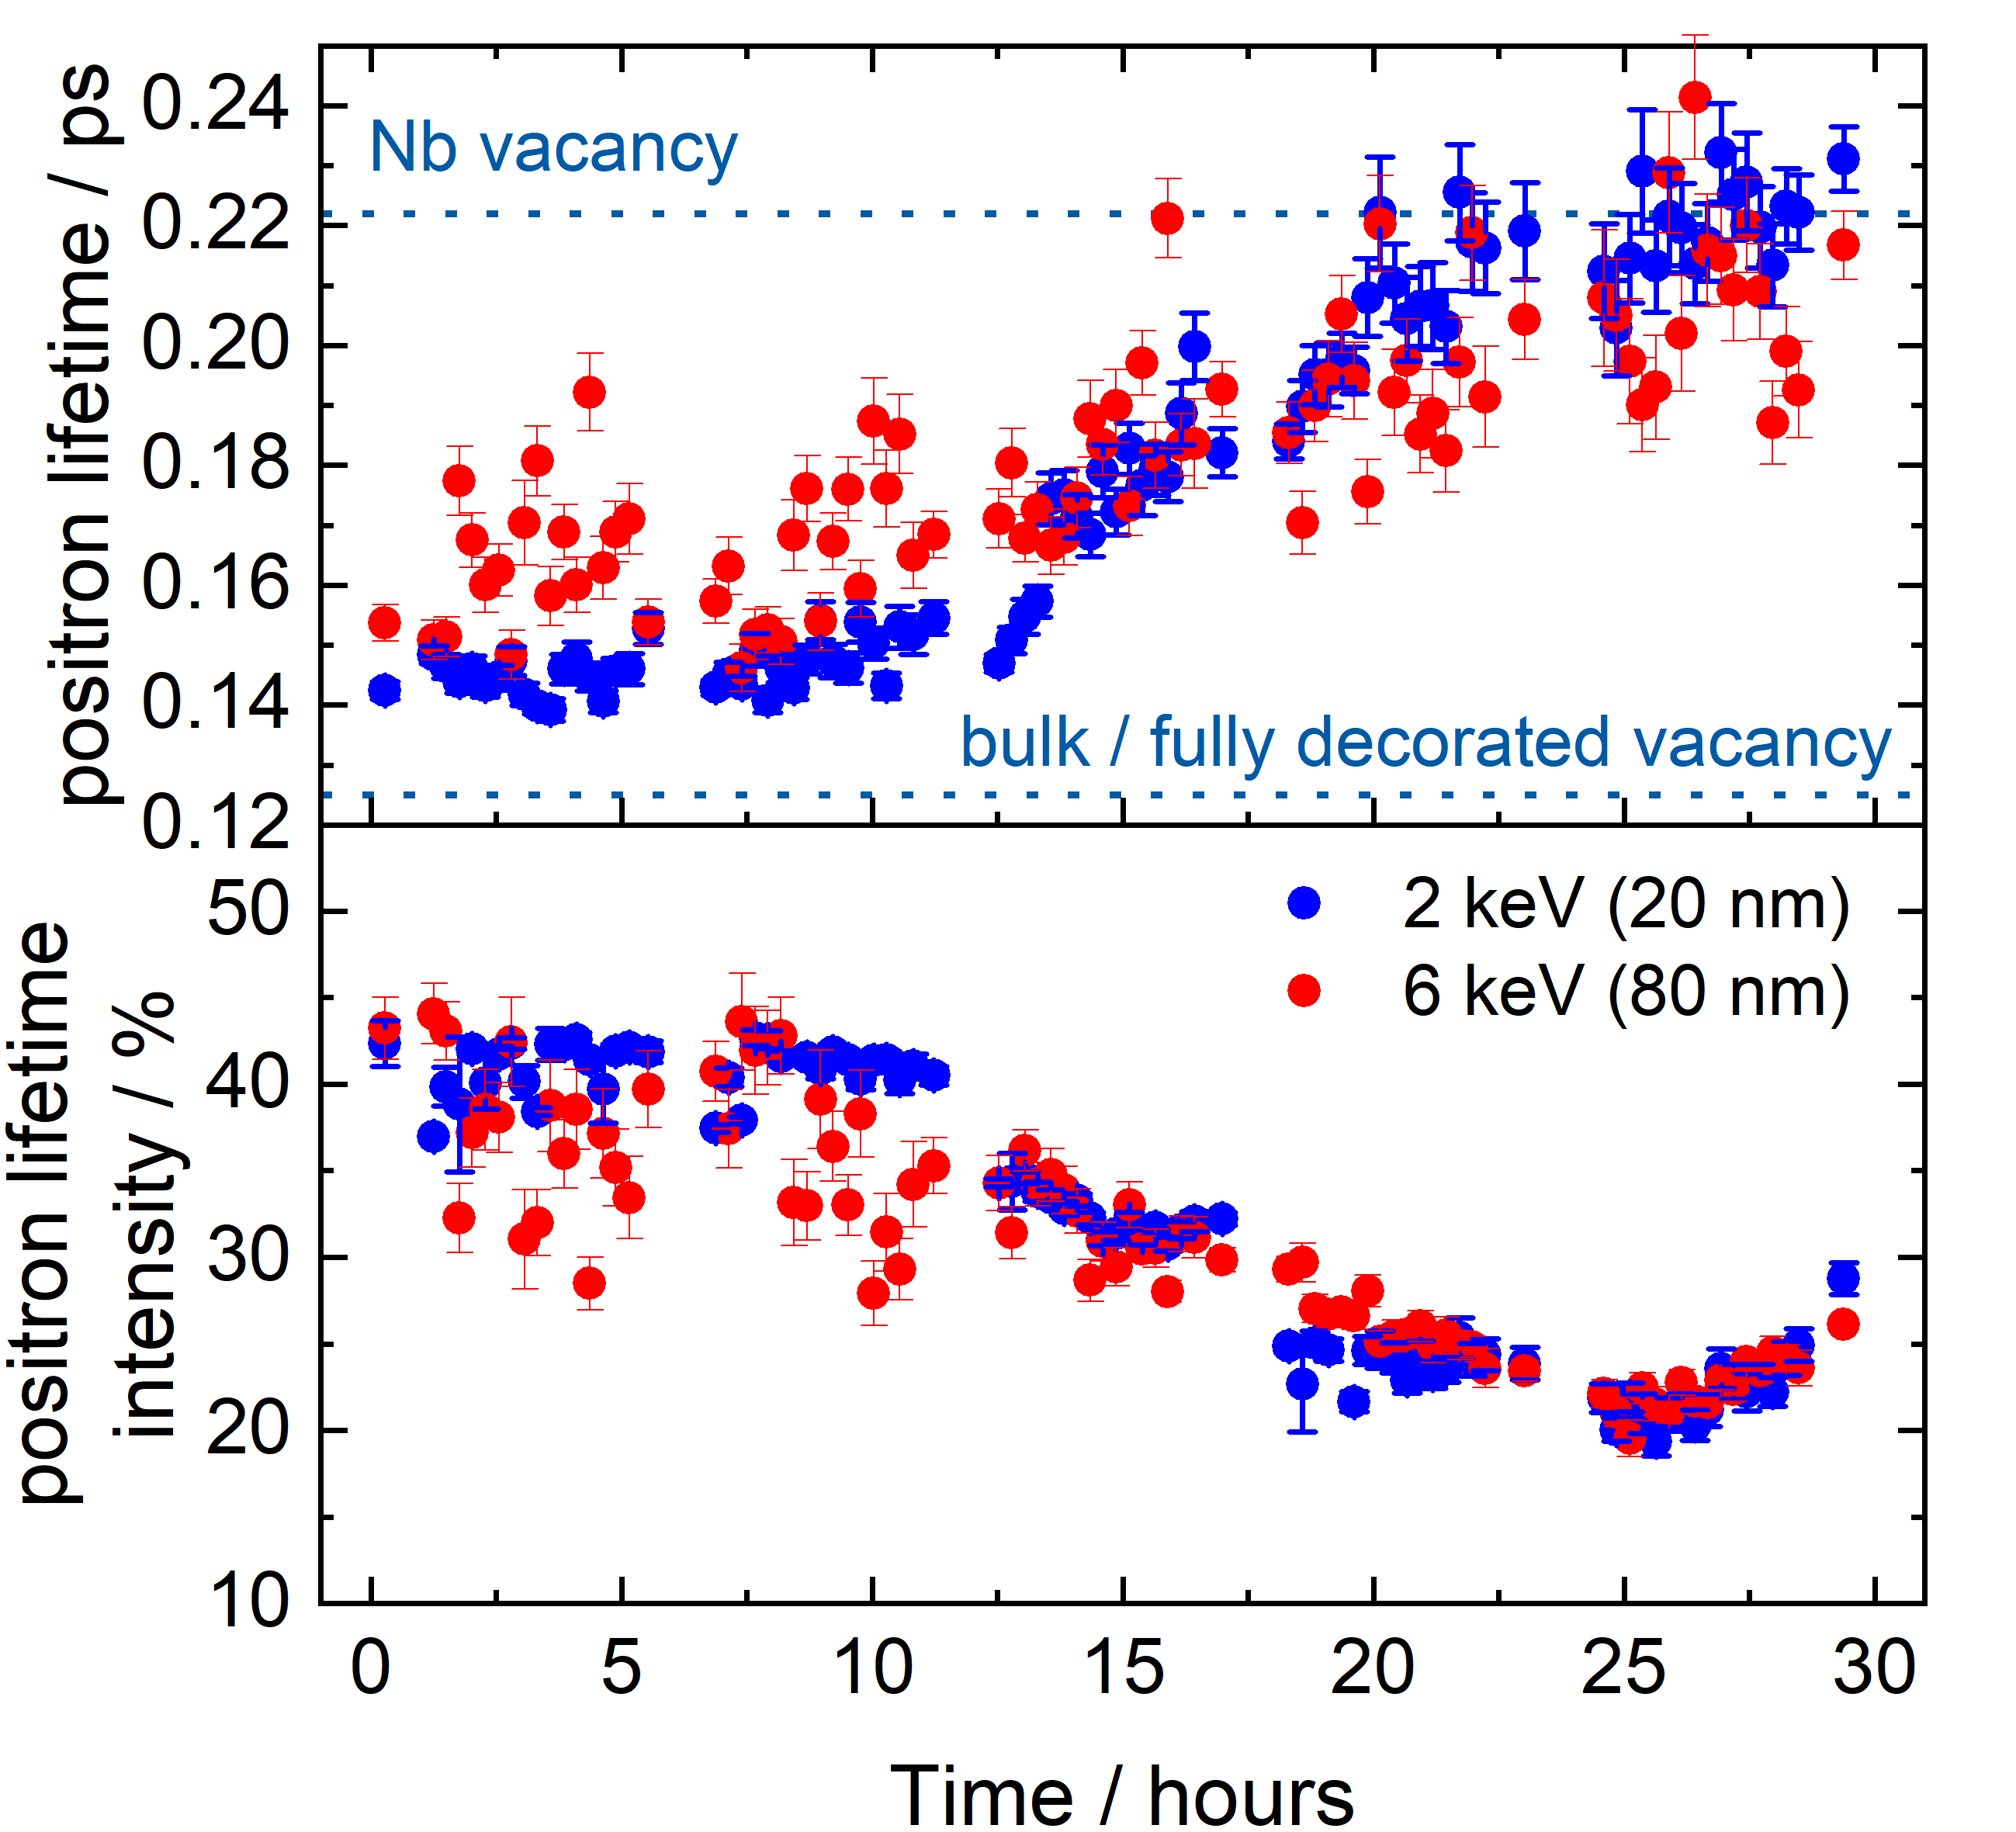 positron lifetime / ps
0.24
0.22
0.20
0.18
0.16
0.14
0.12
Nb vacancy
bulk / fully decorated vacancy
positron lifetime
intensity / %
50
40
30
20
10
2 keV (20 nm)
6 keV (80 nm)
0 5 10 15 20 25 30
Time / hours